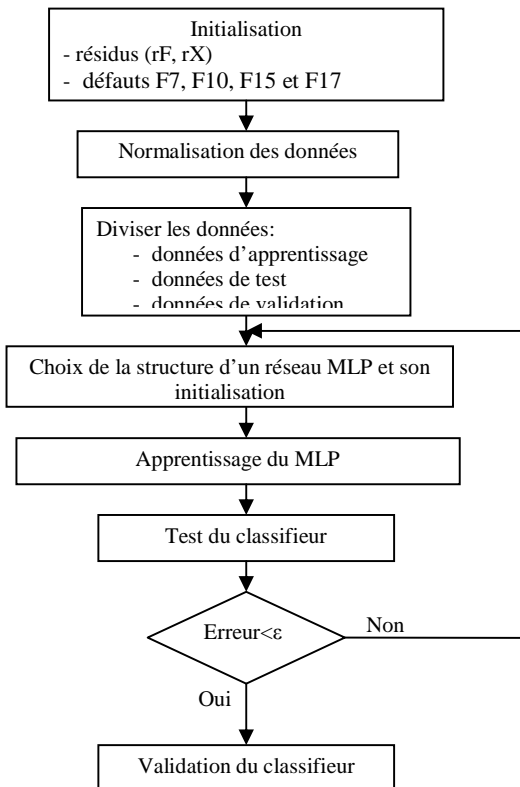 Initialisation
- résidus (rF, rX)
- défauts F7, F10, F15 et F17
Normalisation des données
Diviser les données:
- données d'apprentissage
- données de test
- données de validation
Choix de la structure d'un réseau MLP et son
initialisation
Apprentissage du MLP
Test du classifieur
Erreur<ε
Non
Oui
Validation du classifieur